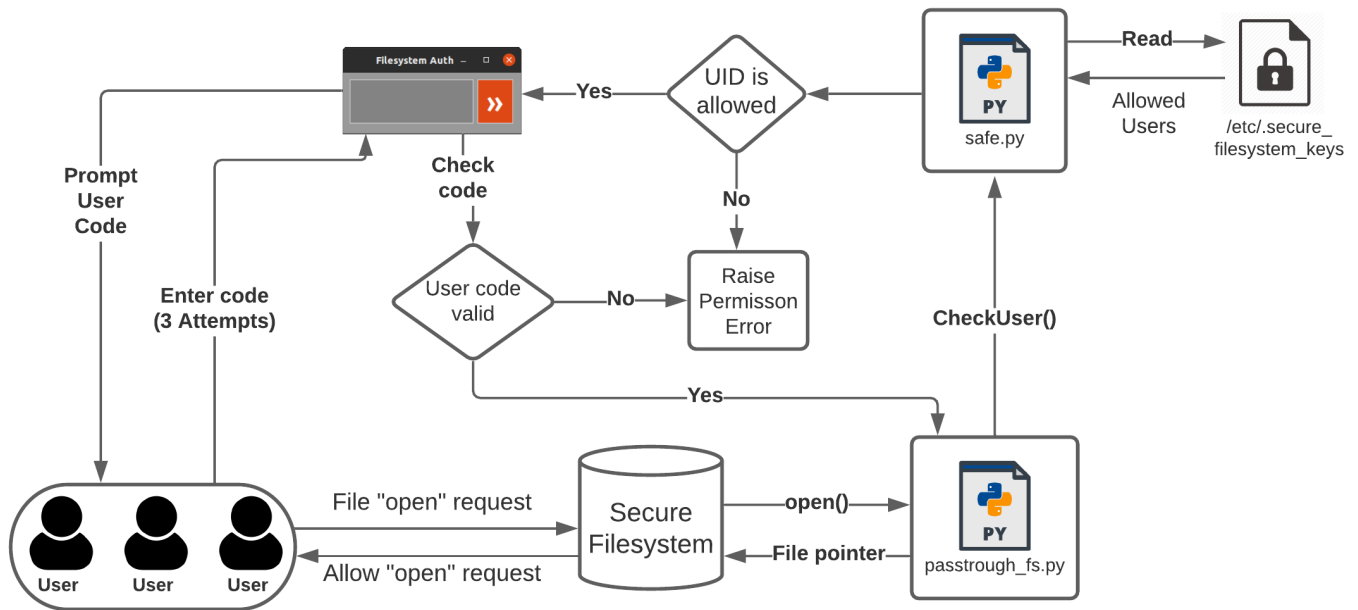 Filesystem Auth
»
UID is
allowed
Yes
No
PY
safe.py
Read
Allowed
Users
/etc/.secure_
filesystem_keys
Prompt
User
Code
Check
code
Enter code
(3 Attempts)
User code
valid
No
Raise
Permisson
Error
CheckUser()
Yes
File "open" request
Allow "open" request
Secure
Filesystem
open()
File pointer
PY
passtrough_fs.py
User
User
User